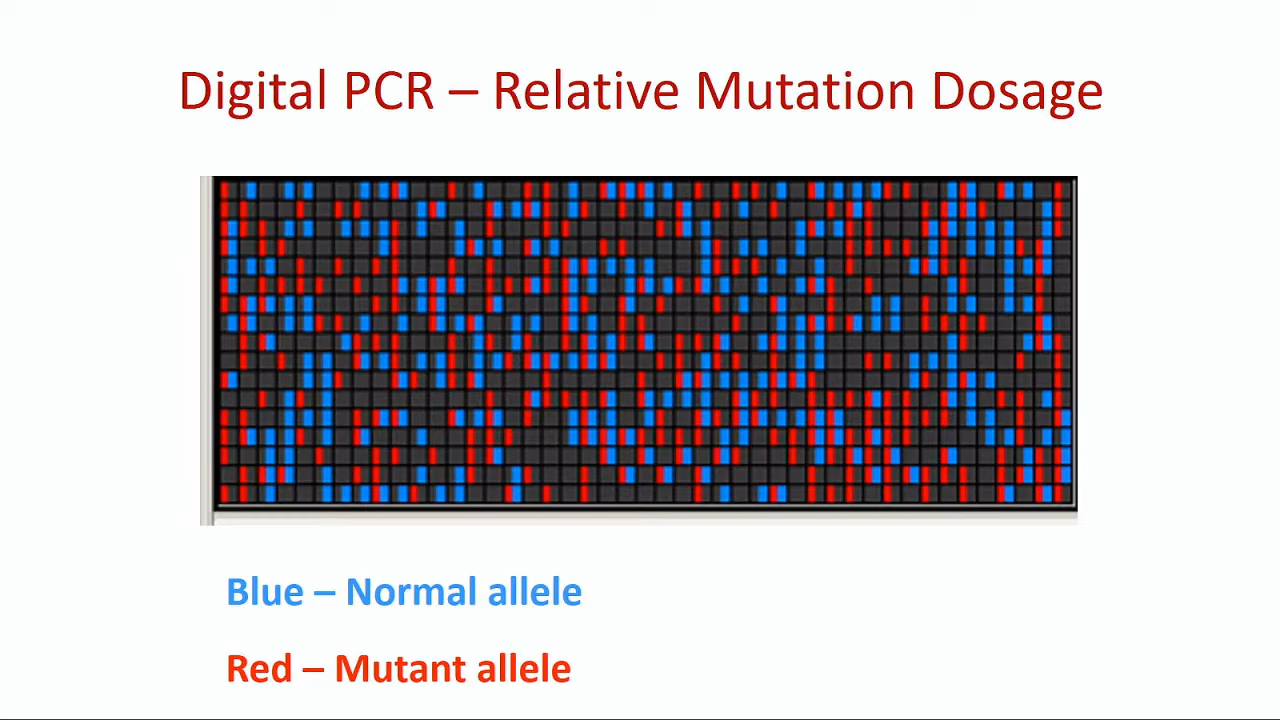 Digital PCR – Relative Mutation Dosage
Blue – Normal allele
Red – Mutant allele